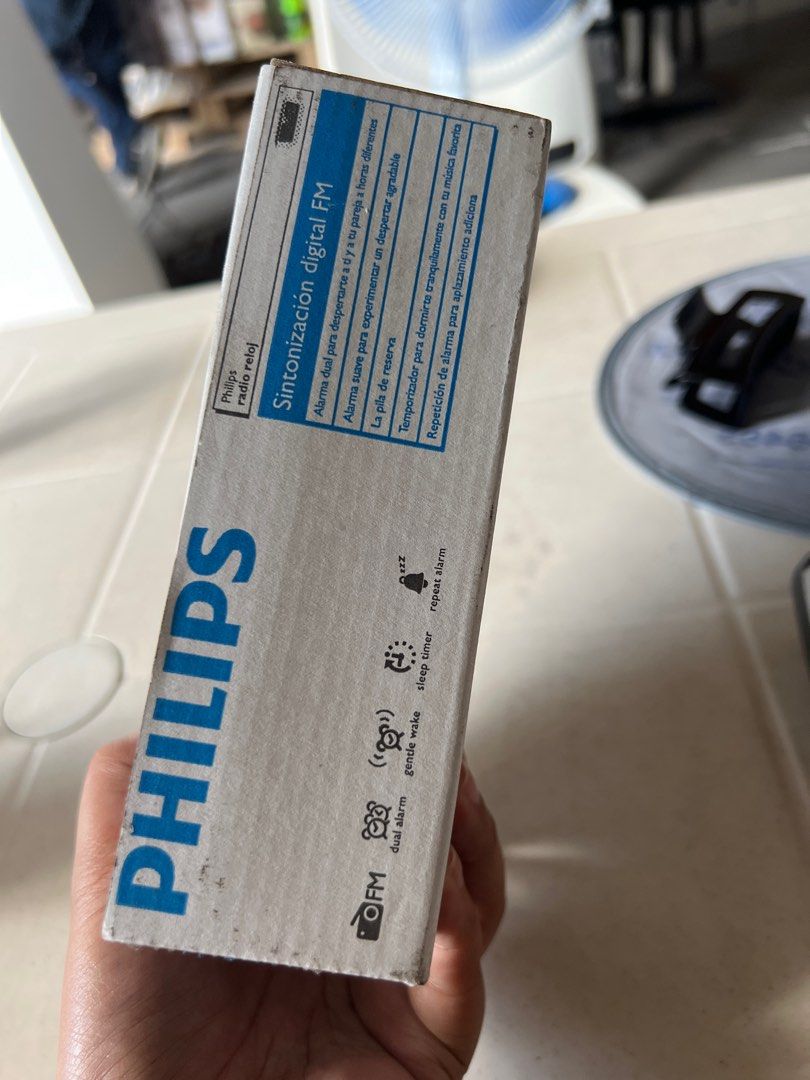 PHILIPS
Philips
radio reloj
Sintonización digital FM
Alarma dual para despertarte a tí y a tu pareja a horas diferentes
Alarma suave para experimentar un despertar agradable
La pila de reserva
Temporizador para dormirte tranquilamente con tu música favorita
Repetición de alarma para aplazamiento adiciona
FM
dual alarm
gentle wake
sleep timer
zzz
repeat alarm